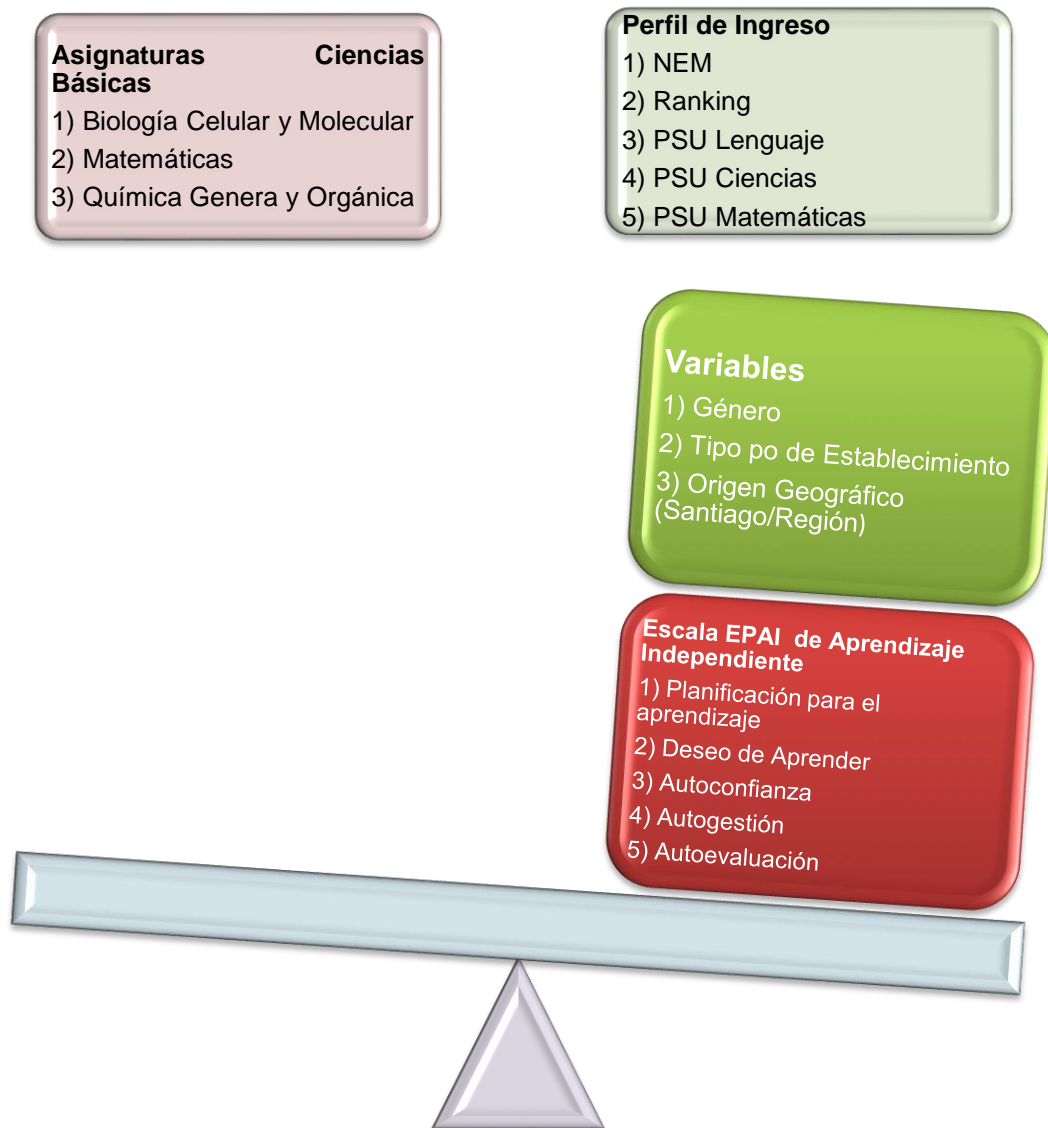 Asignaturas Ciencias
Básicas
1) Biología Celular y Molecular
2) Matemáticas
3) Química Genera y Orgánica
Perfil de Ingreso
1) NEM
2) Ranking
3) PSU Lenguaje
4) PSU Ciencias
5) PSU Matemáticas
Variables
1) Género
2) Tipo po de Establecimiento
3) Origen Geográfico
(Santiago/Región)
Escala EPAI de Aprendizaje
Independiente
1) Planificación para el
aprendizaje
2) Deseo de Aprender
3) Autoconfianza
4) Autogestión
5) Autoevaluación